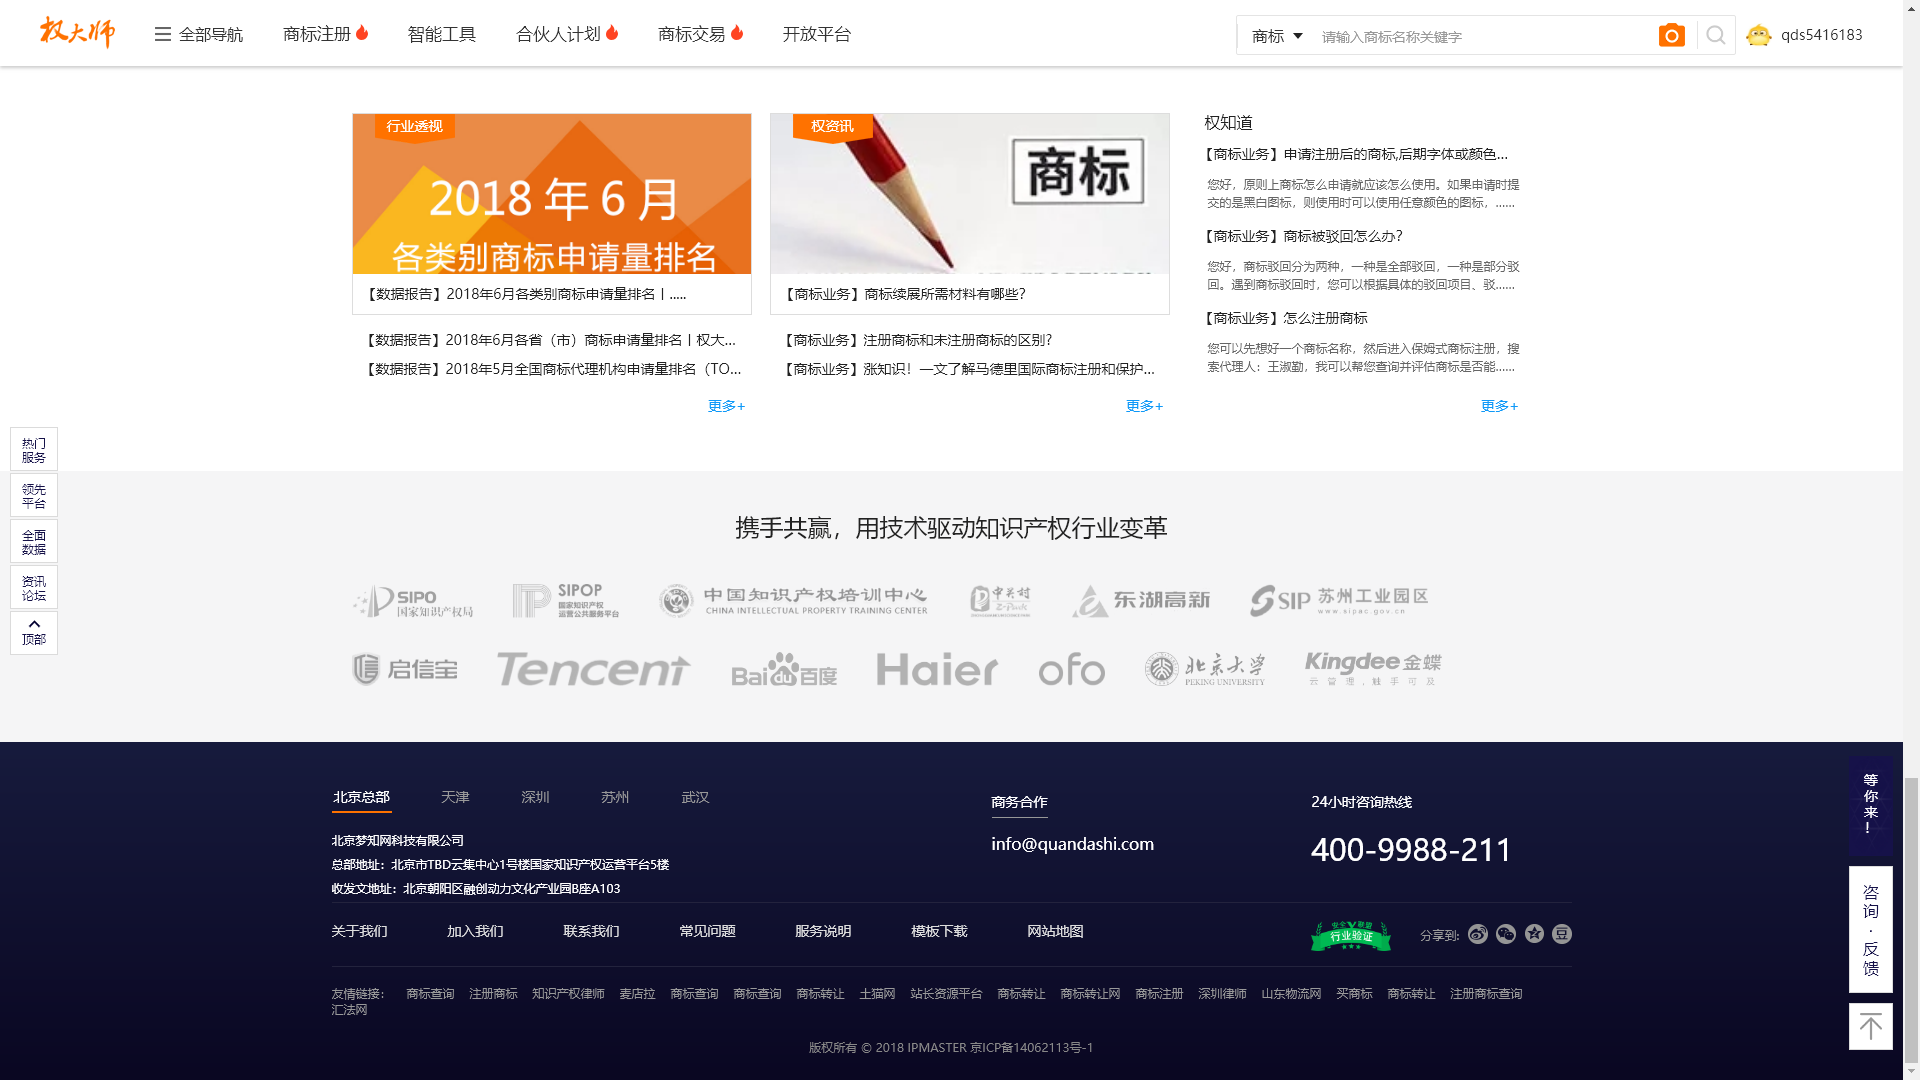 权大师
全部导航
商标注册
智能工具
合伙人计划
商标交易
开放平台
商标
请输入商标名称关键字
qds5416183
行业透视
2018 年 6 月
各类别商标申请量排名
【数据报告】2018年6月各类别商标申请量排名丨.....
【数据报告】2018年6月各省（市）商标申请量排名丨权大...
【数据报告】2018年5月全国商标代理机构申请量排名（TO...
更多+
权资讯
商标
【商标业务】商标续展所需材料有哪些?
【商标业务】注册商标和未注册商标的区别?
【商标业务】涨知识！一文了解马德里国际商标注册和保护...
更多+
权知道
【商标业务】申请注册后的商标,后期字体或颜色...
您好，原则上商标怎么申请就应该怎么使用。如果申请时提
交的是黑白图标，则使用时可以使用任意颜色的图标，......
【商标业务】商标被驳回怎么办?
您好，商标驳回分为两种，一种是全部驳回，一种是部分驳
回。遇到商标驳回时，您可以根据具体的驳回项目、驳......
【商标业务】怎么注册商标
您可以先想好一个商标名称，然后进入保姆式商标注册，搜
索代理人：王淑勤，我可以帮您查询并评估商标是否能......
更多+
热门
服务
领先
平台
全面
数据
资讯
论坛
顶部
携手共赢，用技术驱动知识产权行业变革
SIPO
国家知识产权局
SIPOP
国家知识产权
运营公共服务平台
中国知识产权培训中心
CHINA INTELLECTUAL PROPERTY TRAINING CENTER
中关村
Z-Park
东湖高新
SIP 苏州工业园区
www.sipac.gov.cn
启信宝
Tencent
Baidu百度
Haier
ofo
北京大学
PEKING UNIVERSITY
Kingdee金蝶
云管理，触手可及
北京总部
天津
深圳
苏州
武汉
北京梦知网科技有限公司
总部地址：北京市TBD云集中心1号楼国家知识产权运营平台5楼
收发文地址：北京朝阳区融创动力文化产业园B座A103
商务合作
info@quandashi.com
24小时咨询热线
400-9988-211
关于我们
加入我们
联系我们
常见问题
服务说明
模板下载
网站地图
安全联盟
行业验证
分享到:
友情链接： 商标查询 注册商标 知识产权律师 麦店拉 商标查询 商标查询 商标转让 土猫网 站长资源平台 商标转让 商标转让网 商标注册 深圳律师 山东物流网 买商标 商标转让 注册商标查询
汇法网
版权所有 © 2018 IPMASTER 京ICP备14062113号-1
等你来！
咨询·反馈